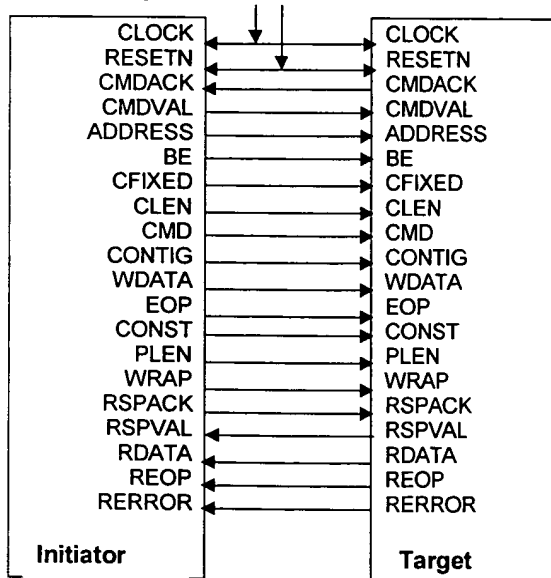 CLOCK CLOCK
RESETN RESETN
CMDACK CMDACK
CMDVAL CMDVAL
ADDRESS ADDRESS
BE BE
CFIXED CFIXED
CLEN CLEN
CMD CMD
CONTIG CONTIG
WDATA WDATA
EOP EOP
CONST CONST
PLEN PLEN
WRAP WRAP
RSPACK RSPACK
RSPVAL RSPVAL
RDATA RDATA
REOP REOP
RERROR RERROR
Initiator Target